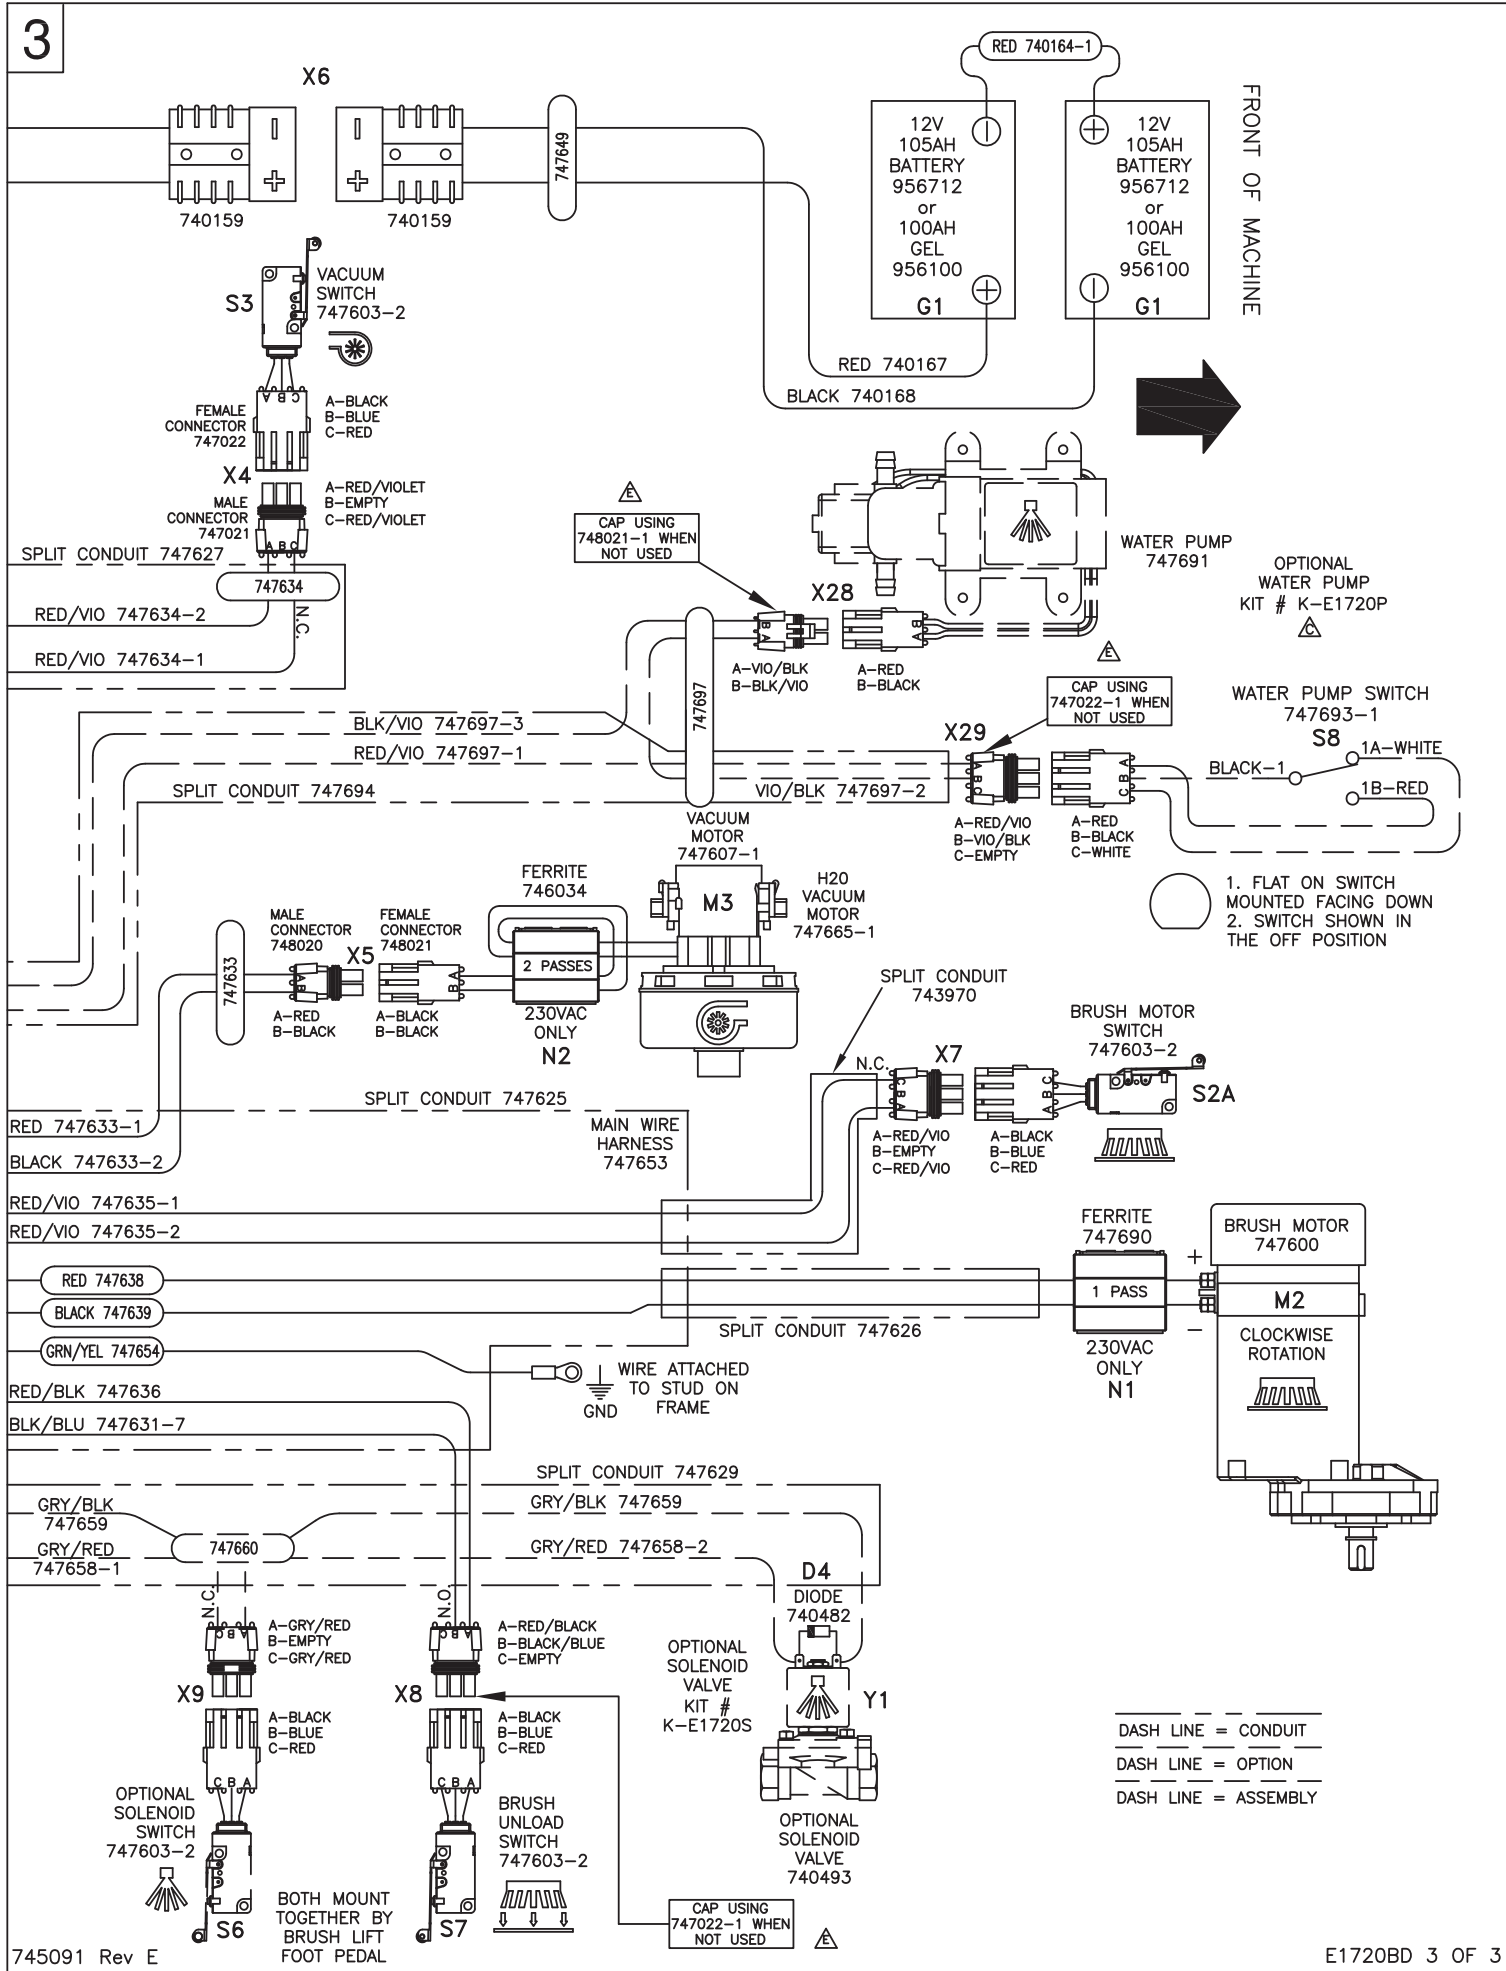 3
X6
RED 740164-1
FRONT OF MACHINE
12V
105AH
BATTERY
956712
or
100AH
GEL
956100
G1
12V
105AH
BATTERY
956712
or
100AH
GEL
956100
G1
740159
740159
747649
RED 740167
BLACK 740168
S3
VACUUM
SWITCH
747603-2
A B C
FEMALE
CONNECTOR
747022
A-BLACK
B-BLUE
C-RED
X4
MALE
CONNECTOR
747021
A-RED/VIOLET
B-EMPTY
C-RED/VIOLET
A B C
SPLIT CONDUIT 747627
747634
RED/VIO 747634-2
N.C.
RED/VIO 747634-1
E
CAP USING
748021-1 WHEN
NOT USED
X28
WATER PUMP
747691
OPTIONAL
WATER PUMP
KIT # K-E1720P
C
B
A
B
A
A-VIO/BLK
B-BLK/VIO
A-RED
B-BLACK
747697
E
CAP USING
747022-1 WHEN
NOT USED
BLK/VIO 747697-3
RED/VIO 747697-1
SPLIT CONDUIT 747694
VIO/BLK 747697-2
X29
A
B
C
A
B
C
A-RED/VIO
B-VIO/BLK
C-EMPTY
A-RED
B-BLACK
C-WHITE
WATER PUMP SWITCH
747693-1
S8
1A-WHITE
BLACK-1
1B-RED
1. FLAT ON SWITCH
MOUNTED FACING DOWN
2. SWITCH SHOWN IN
THE OFF POSITION
VACUUM
MOTOR
747607-1
M3
H20
VACUUM
MOTOR
747665-1
FERRITE
746034
2 PASSES
230VAC
ONLY
N2
747633
MALE
CONNECTOR
748020
X5
FEMALE
CONNECTOR
748021
A
B
A
B
A-RED
B-BLACK
A-BLACK
B-BLACK
SPLIT CONDUIT
743970
BRUSH MOTOR
SWITCH
747603-2
S2A
N.C.
X7
C
B
A
C
B
A
A-RED/VIO
B-EMPTY
C-RED/VIO
A-BLACK
B-BLUE
C-RED
SPLIT CONDUIT 747625
RED 747633-1
BLACK 747633-2
MAIN WIRE
HARNESS
747653
RED/VIO 747635-1
RED/VIO 747635-2
RED 747638
BLACK 747639
GRN/YEL 747654
SPLIT CONDUIT 747626
FERRITE
747690
1 PASS
230VAC
ONLY
N1
+
−
BRUSH MOTOR
747600
M2
CLOCKWISE
ROTATION
WIRE ATTACHED
TO STUD ON
FRAME
GND
RED/BLK 747636
BLK/BLU 747631-7
SPLIT CONDUIT 747629
GRY/BLK
747659
GRY/BLK 747659
747660
GRY/RED
747658-1
GRY/RED 747658-2
N.C.
C B A
A-GRY/RED
B-EMPTY
C-GRY/RED
X9
A-BLACK
B-BLUE
C-RED
C B A
OPTIONAL
SOLENOID
SWITCH
747603-2
S6
BOTH MOUNT
TOGETHER BY
BRUSH LIFT
FOOT PEDAL
N.O.
C B A
A-RED/BLACK
B-BLACK/BLUE
C-EMPTY
X8
A-BLACK
B-BLUE
C-RED
C B A
BRUSH
UNLOAD
SWITCH
747603-2
S7
CAP USING
747022-1 WHEN
NOT USED
E
D4
DIODE
740482
OPTIONAL
SOLENOID
VALVE
KIT #
K-E1720S
Y1
OPTIONAL
SOLENOID
VALVE
740493
DASH LINE = CONDUIT
DASH LINE = OPTION
DASH LINE = ASSEMBLY
745091 Rev E
E1720BD 3 OF 3